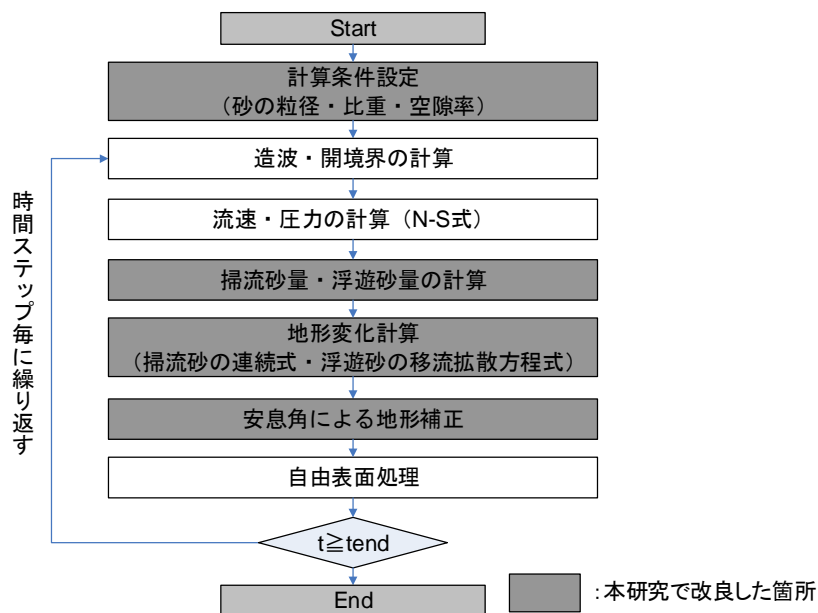 Start
計算条件設定
（砂の粒径・比重・空隙率）
造波・開境界の計算
流速・圧力の計算（N-S式）
掃流砂量・浮遊砂量の計算
地形変化計算
（掃流砂の連続式・浮遊砂の移流拡散方程式）
安息角による地形補正
自由表面処理
t≧tend
End
時間ステップ毎に繰り返す
：本研究で改良した箇所